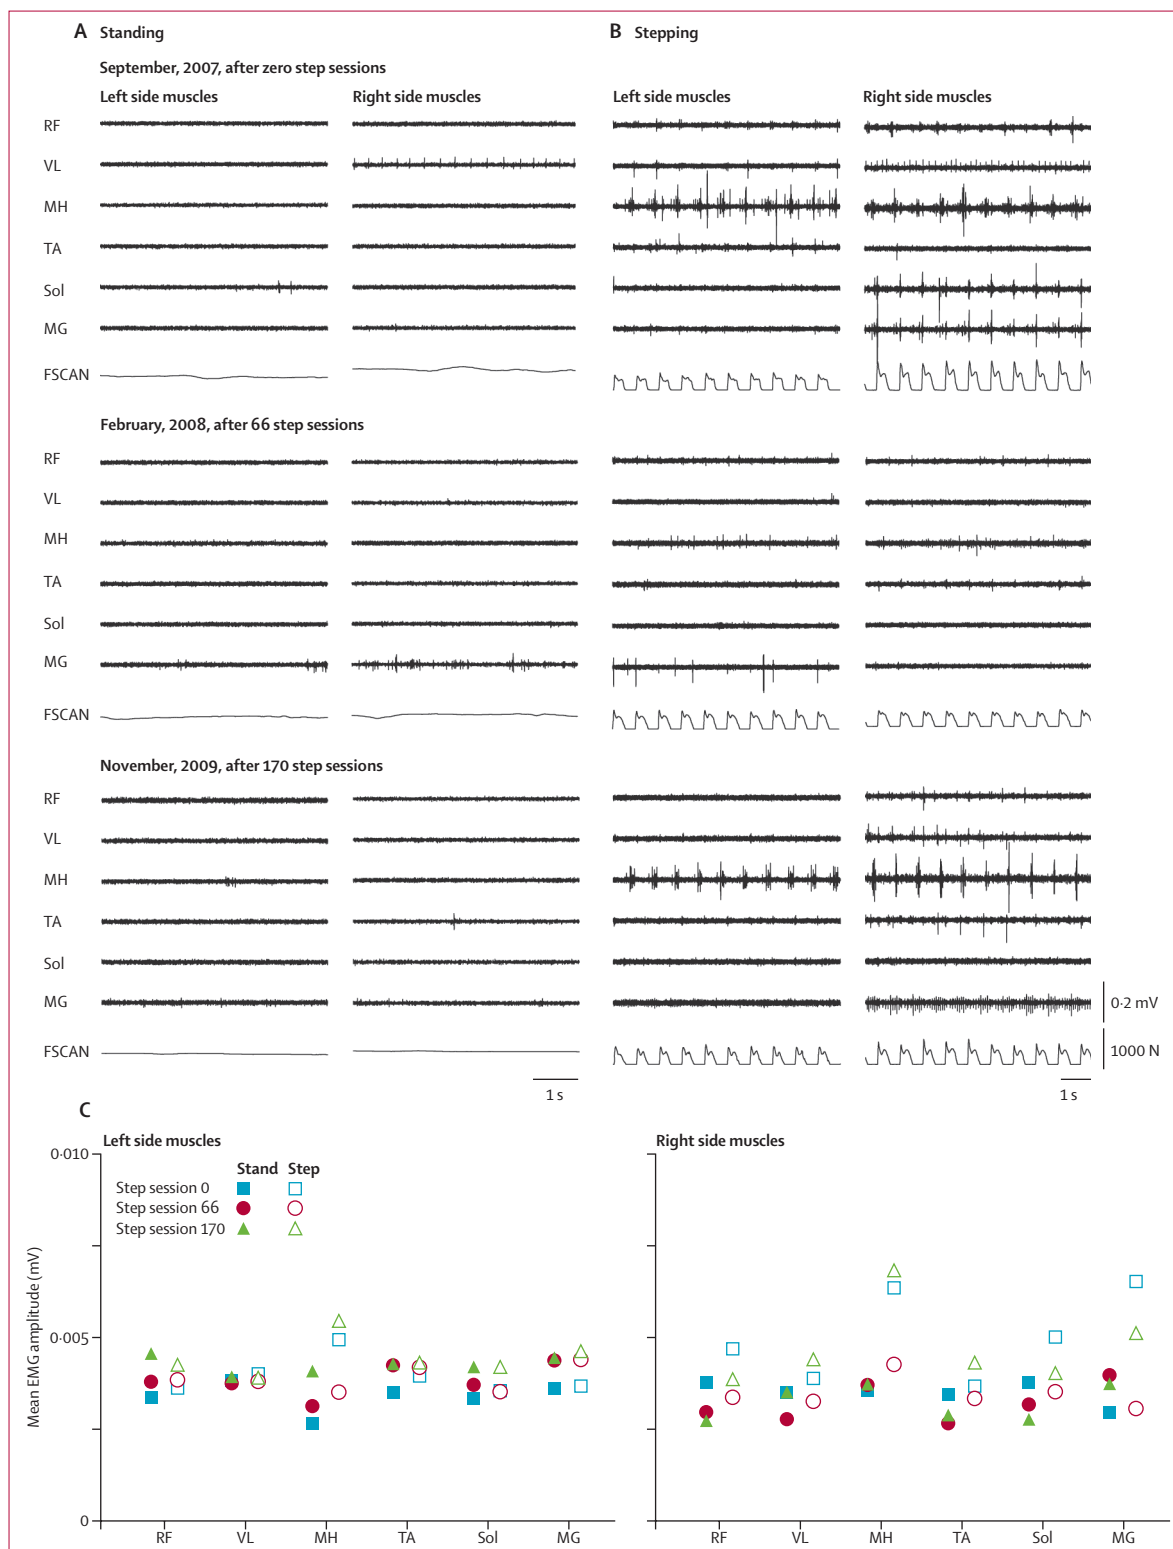 A Standing
B Stepping
September, 2007, after zero step sessions
Left side muscles
Right side muscles
Left side muscles
Right side muscles
RF
VL
MH
TA
Sol
MG
FSCAN
February, 2008, after 66 step sessions
RF
VL
MH
TA
Sol
MG
FSCAN
November, 2009, after 170 step sessions
RF
VL
MH
TA
Sol
MG
0·2 mV
FSCAN
1000 N
1 s
1 s
C
Left side muscles
Right side muscles
0·010
Stand Step
Step session 0
Step session 66
Step session 170
Mean EMG amplitude (mV)
0·005
0
RF VL MH TA Sol MG
RF VL MH TA Sol MG